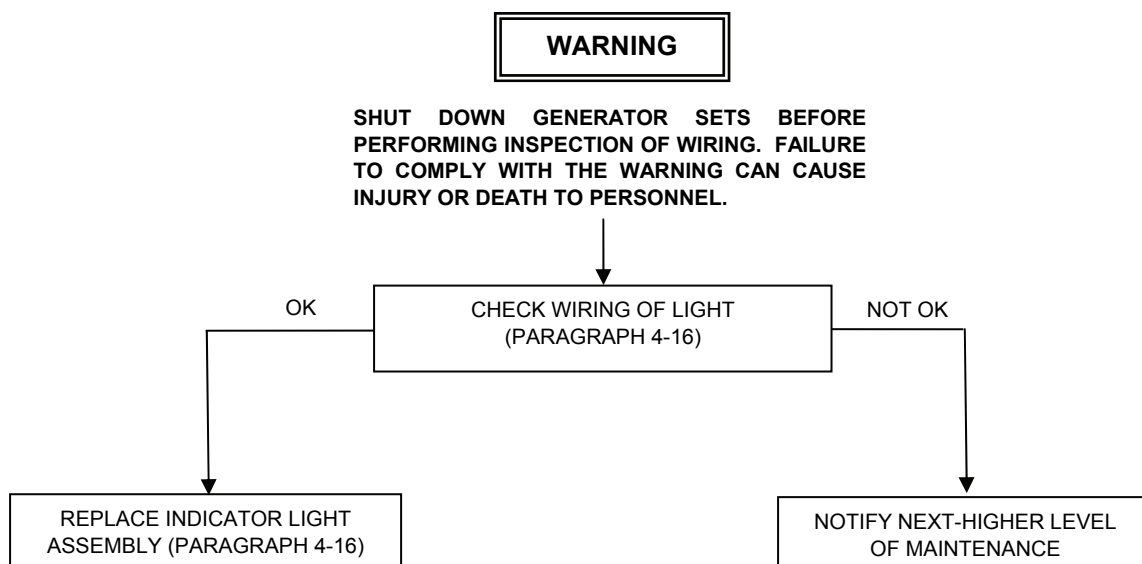 WARNING
SHUT DOWN GENERATOR SETS BEFORE
PERFORMING INSPECTION OF WIRING. FAILURE
TO COMPLY WITH THE WARNING CAN CAUSE
INJURY OR DEATH TO PERSONNEL.
OK
CHECK WIRING OF LIGHT
(PARAGRAPH 4-16)
NOT OK
REPLACE INDICATOR LIGHT
ASSEMBLY (PARAGRAPH 4-16)
NOTIFY NEXT-HIGHER LEVEL
OF MAINTENANCE